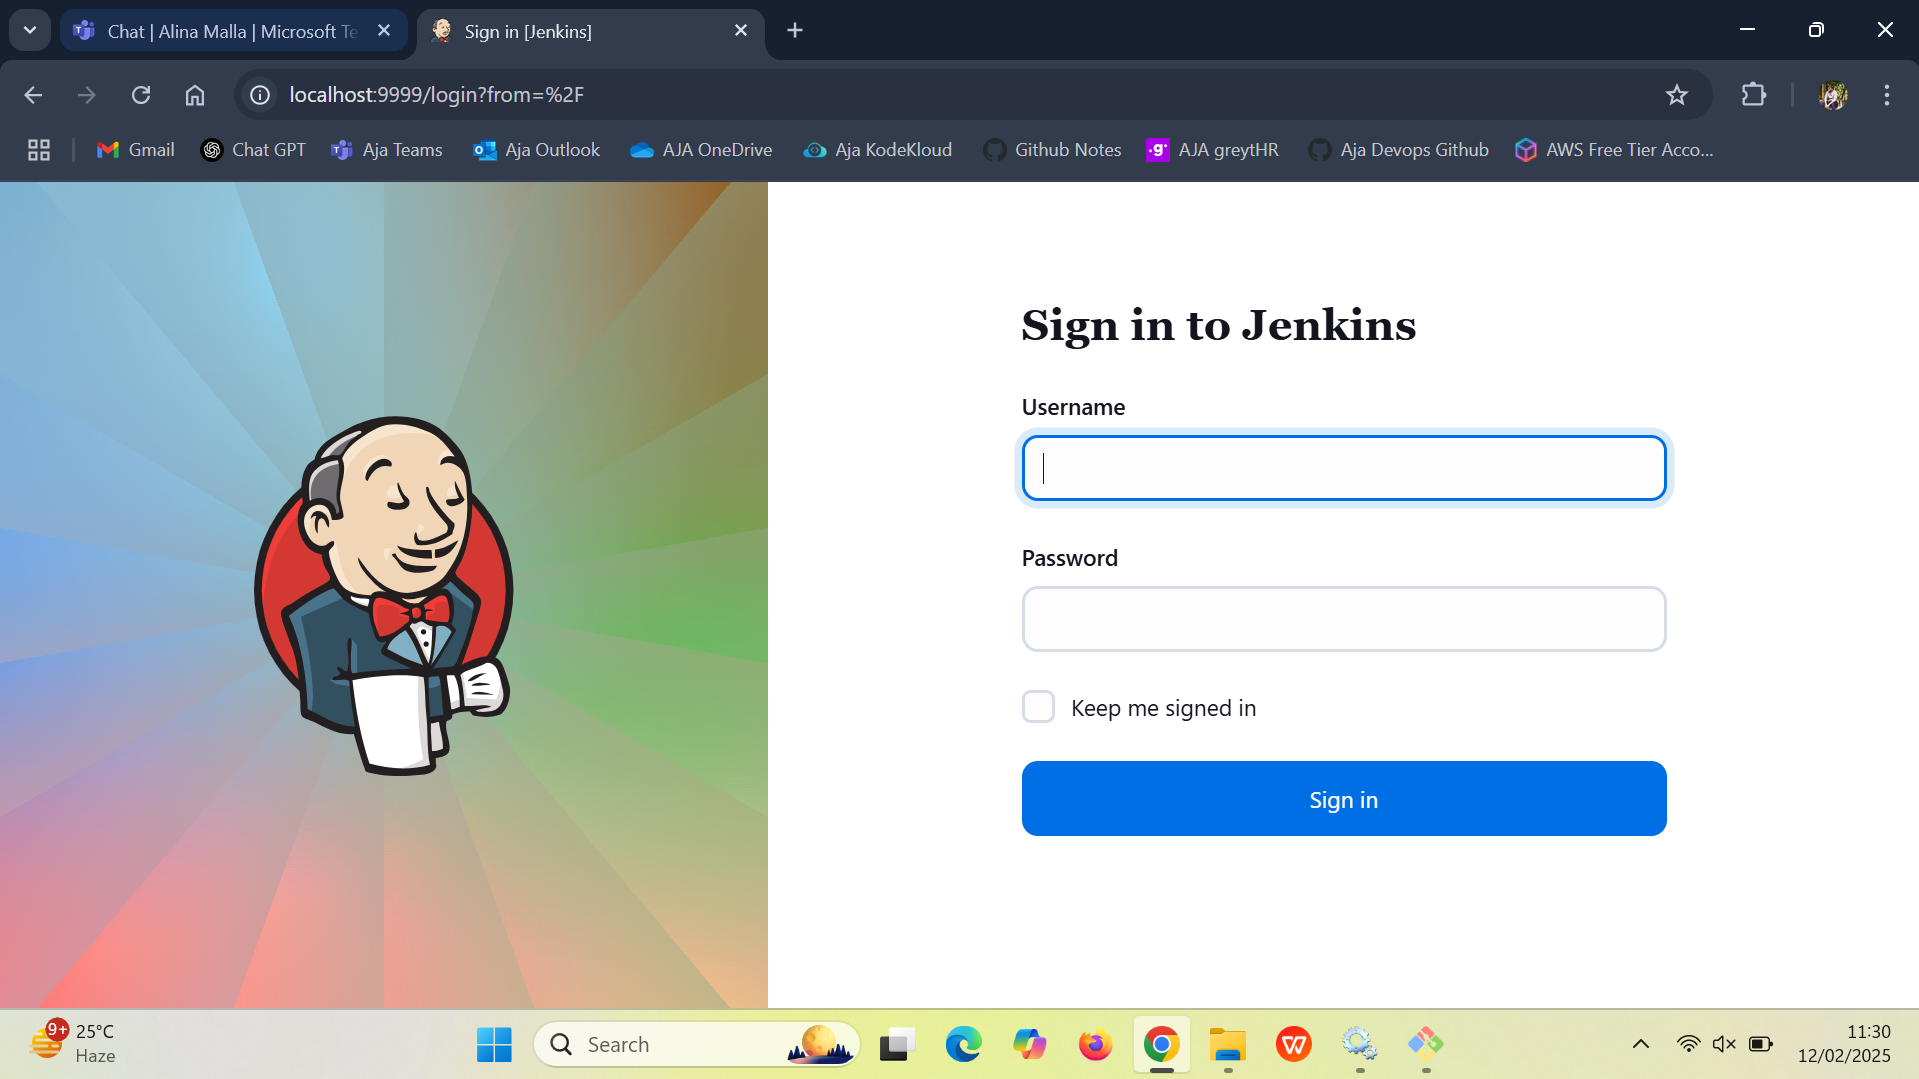 Chat | Alina Malla | Microsoft Te
Sign in [Jenkins]
localhost:9999/login?from=%2F
Gmail
Chat GPT
Aja Teams
Aja Outlook
AJA OneDrive
Aja KodeKloud
Github Notes
.g
AJA greytHR
Aja Devops Github
AWS Free Tier Acco...
Sign in to Jenkins
Username
Password
Keep me signed in
Sign in
9+
25°C
Haze
Search
11:30
12/02/2025